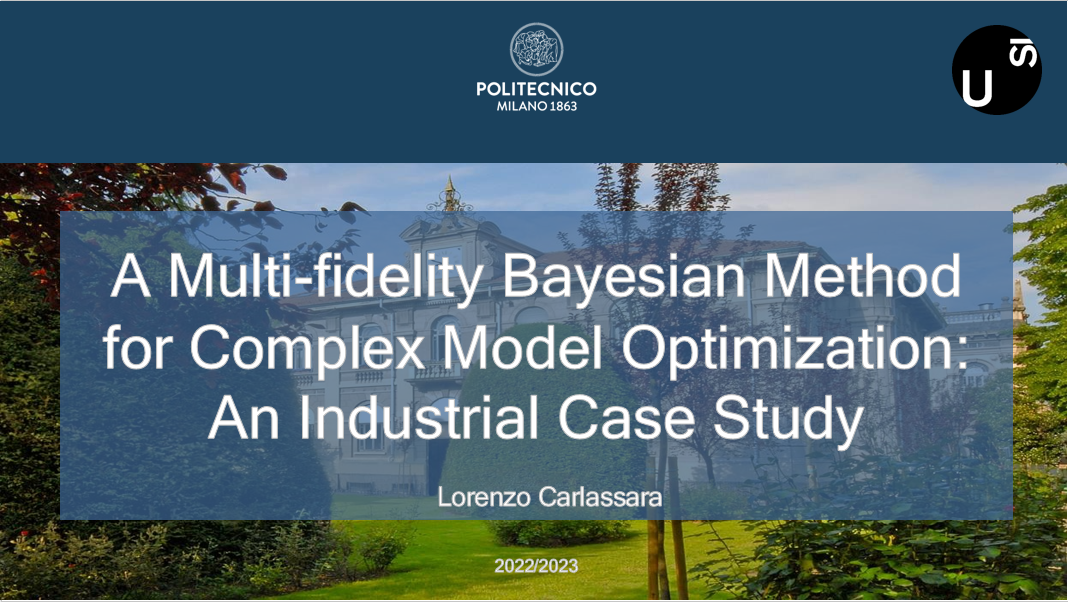 POLITECNICO
MILANO 1863
U
SI
A Multi-fidelity Bayesian Method
for Complex Model Optimization:
An Industrial Case Study
Lorenzo Carlassara
2022/2023